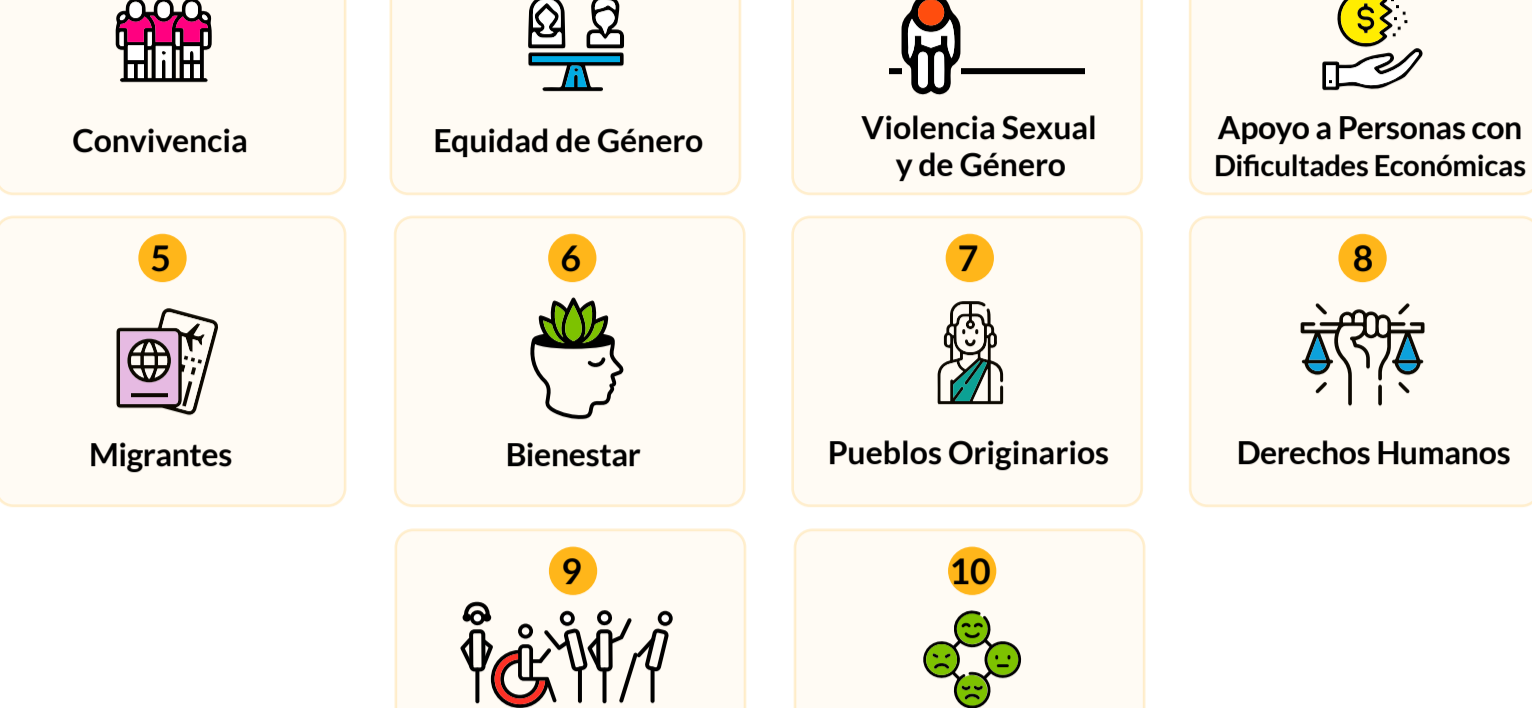 $
Convivencia
Equidad de Género
Violencia Sexual
y de Género
Apoyo a Personas con
Dificultades Económicas
5
6
7
8
Migrantes
Bienestar
Pueblos Originarios
Derechos Humanos
9
10